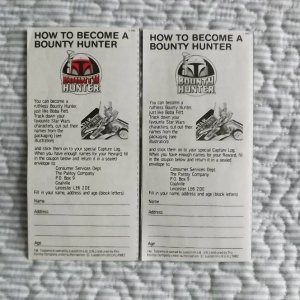 HOW TO BECOME A
BOUNTY HUNTER
BOUNTY
HUNTER
You can become a
ruthless Bounty Hunter,
just like Boba Fett.
Track down your
favourite Star Wars
characters, cut out their
names from the
packaging (see
illustration)
and stick them on to your special Capture Log.
When you have enough names for your Reward fill
in the coupon below and return it in a sealed
envelope to:
Consumer Services Dept
The Palitoy Company
P.O. Box 9
Coalville
Leicester LE6 2DE
Fill in your name, address and age (block letters)
Name
Address
Age
HOW TO BECOME A
BOUNTY HUNTER
BOUNTY
HUNTER
You can become a
ruthless Bounty Hunter,
just like Boba Fett.
Track down your
favourite Star Wars
characters, cut out their
names from the
packaging (see
illustration)
and stick them on to your special Capture Log.
When you have enough names for your Reward fill
in the coupon below and return it in a sealed
envelope to:
Consumer Services Dept
The Palitoy Company
P.O. Box 9
Coalville
Leicester LE6 2DE
Fill in your name, address and age (block letters)
Name
Address
Age